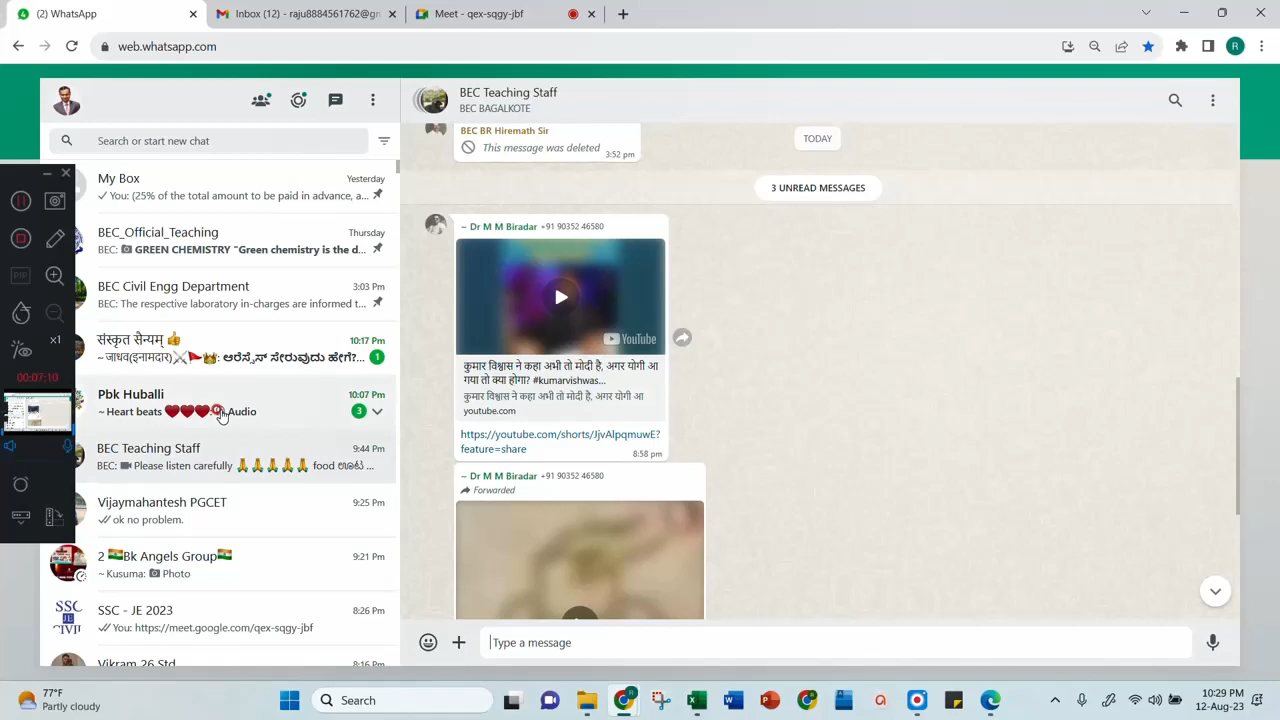 (2) WhatsApp
Inbox (12) - raju8884561762@gn
Meet - qex-sqgy-jbf
web.whatsapp.com
R
BEC Teaching Staff
BEC BAGALKOTE
Search or start new chat
My Box
Yesterday
You: (25% of the total amount to be paid in advance, a...
BEC_Official_Teaching
Thursday
BEC: GREEN CHEMISTRY "Green chemistry is the d...
BEC Civil Engg Department
3:03 Pm
BEC: The respective laboratory in-charges are informed t...
संस्कृत सेन्यम् 👍
10:17 Pm
~ जाधव(इनामदार)⚔🚩👑: ಆರೆಸ್ಸೆಸ್ ಸೇರುವುದು ಹೇಗೆ?...
1
Pbk Huballi
10:07 Pm
~ Heart beats ❤❤❤: Audio
3
BEC Teaching Staff
9:44 Pm
BEC: Please listen carefully 🙏🙏🙏🙏🙏 food ಊಟ ...
Vijaymahantesh PGCET
9:25 Pm
ok no problem.
2 🇮🇳Bk Angels Group🇮🇳
9:21 Pm
~ Kusuma: Photo
SSC - JE 2023
8:26 Pm
You: https://meet.google.com/qex-sqgy-jbf
Vikram 26 Std
8:16 Pm
SSC
JE
CIVIL
PIP
x1
00:07:10
BEC BR Hiremath Sir
This message was deleted
3:52 pm
TODAY
3 UNREAD MESSAGES
~ Dr M M Biradar +91 90352 46580
YouTube
कुमार विश्वास ने कहा अभी तो मोदी है, अगर योगी आ
गया तो क्या होगा? #kumarvishwas...
कुमार विश्वास ने कहा अभी तो मोदी है, अगर योगी आ
youtube.com
https://youtube.com/shorts/JjvAlpqmuwE?
feature=share
8:58 pm
~ Dr M M Biradar +91 90352 46580
Forwarded
Type a message
77°F
Partly cloudy
Search
10:29 PM
12-Aug-23